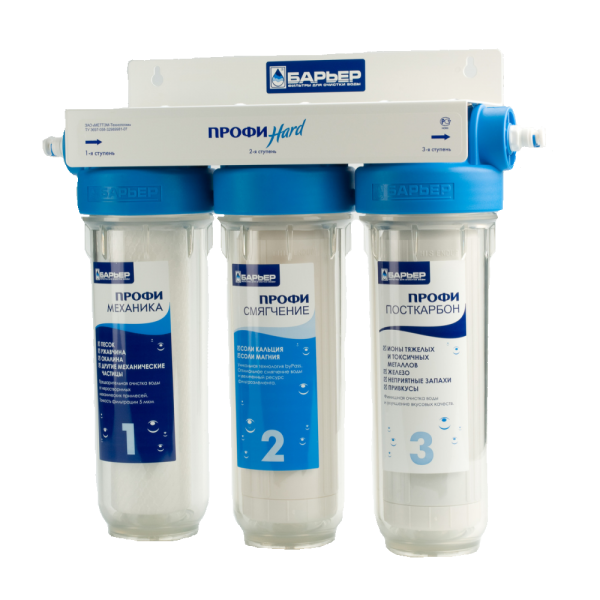 БАРЬЕР
ФИЛЬТРЫ ДЛЯ ОЧИСТКИ ВОДЫ
ПРОФИ Hard
1-я ступень
2-я ступень
3-я ступень
БАРЬЕР
БАРЬЕР
ПРОФИ
МЕХАНИКА
ПЕСОК
РЖАВЧИНА
ОКАЛИНА
ДРУГИЕ МЕХАНИЧЕСКИЕ
ЧАСТИЦЫ
1
БАРЬЕР
ПРОФИ
СМЯГЧЕНИЕ
СОЛИ КАЛЬЦИЯ
СОЛИ МАГНИЯ
2
БАРЬЕР
ПРОФИ
ПОСТКАРБОН
ИОНЫ ТЯЖЕЛЫХ
И ТОКСИЧНЫХ
МЕТАЛЛОВ
ЖЕЛЕЗО
НЕПРИЯТНЫЕ ЗАПАХИ
ПРИВКУСЫ
3